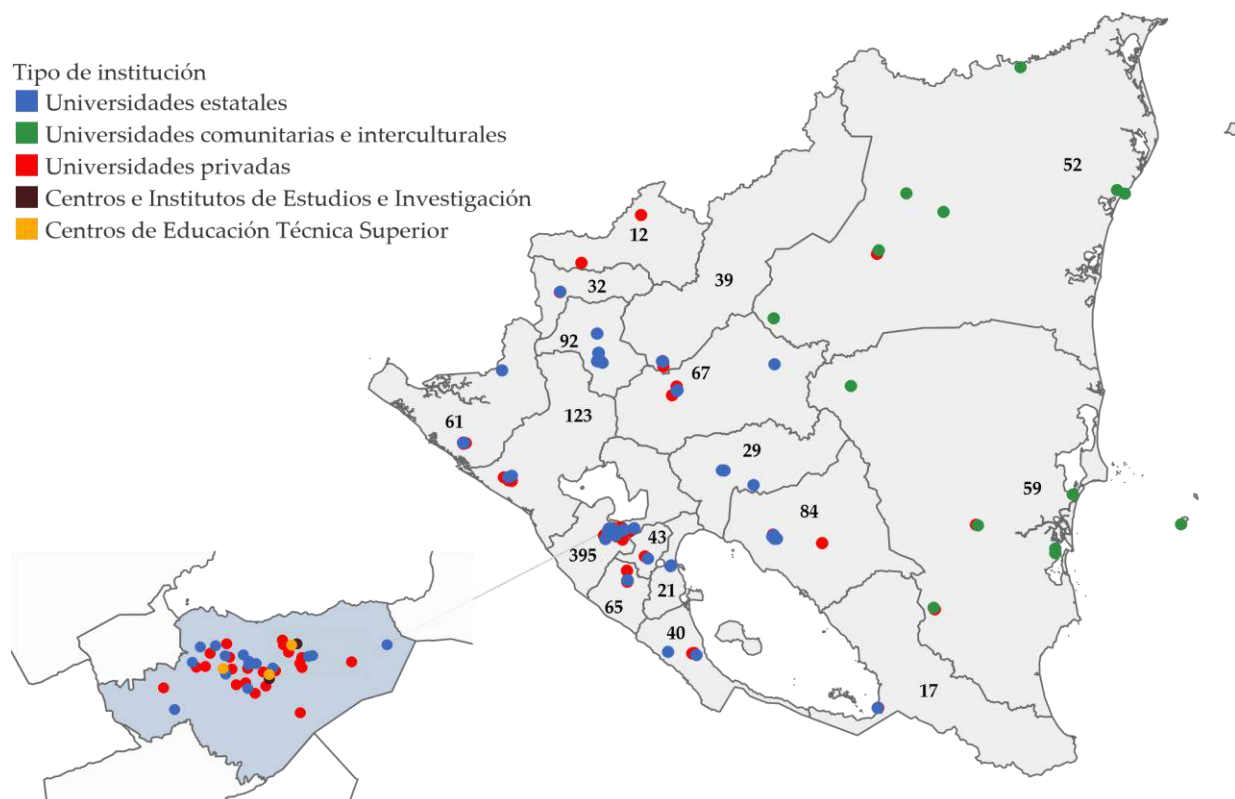 Tipo de institución
Universidades estatales
Universidades comunitarias e interculturales
Universidades privadas
Centros e Institutos de Estudios e Investigación
Centros de Educación Técnica Superior
52
12
39
32
92
67
123
61
29
59
84
43
395
21
65
40
17